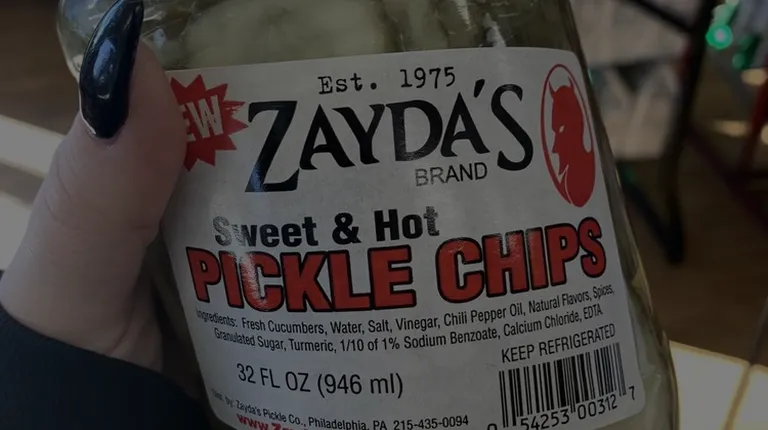 Est. 1975
ZAYDA'S
BRAND
Sweet & Hot
PICKLE CHIPS
Ingredients: Fresh Cucumbers, Water, Salt, Vinegar, Chili Pepper Oil, Natural Flavors, Spices,
Granulated Sugar, Turmeric, 1/10 of 1% Sodium Benzoate, Calcium Chloride, EDTA
KEEP REFRIGERATED
32 FL OZ (946 ml)
by: Zayda's Pickle Co., Philadelphia, PA 215-435-0094
0 54253 00312 7